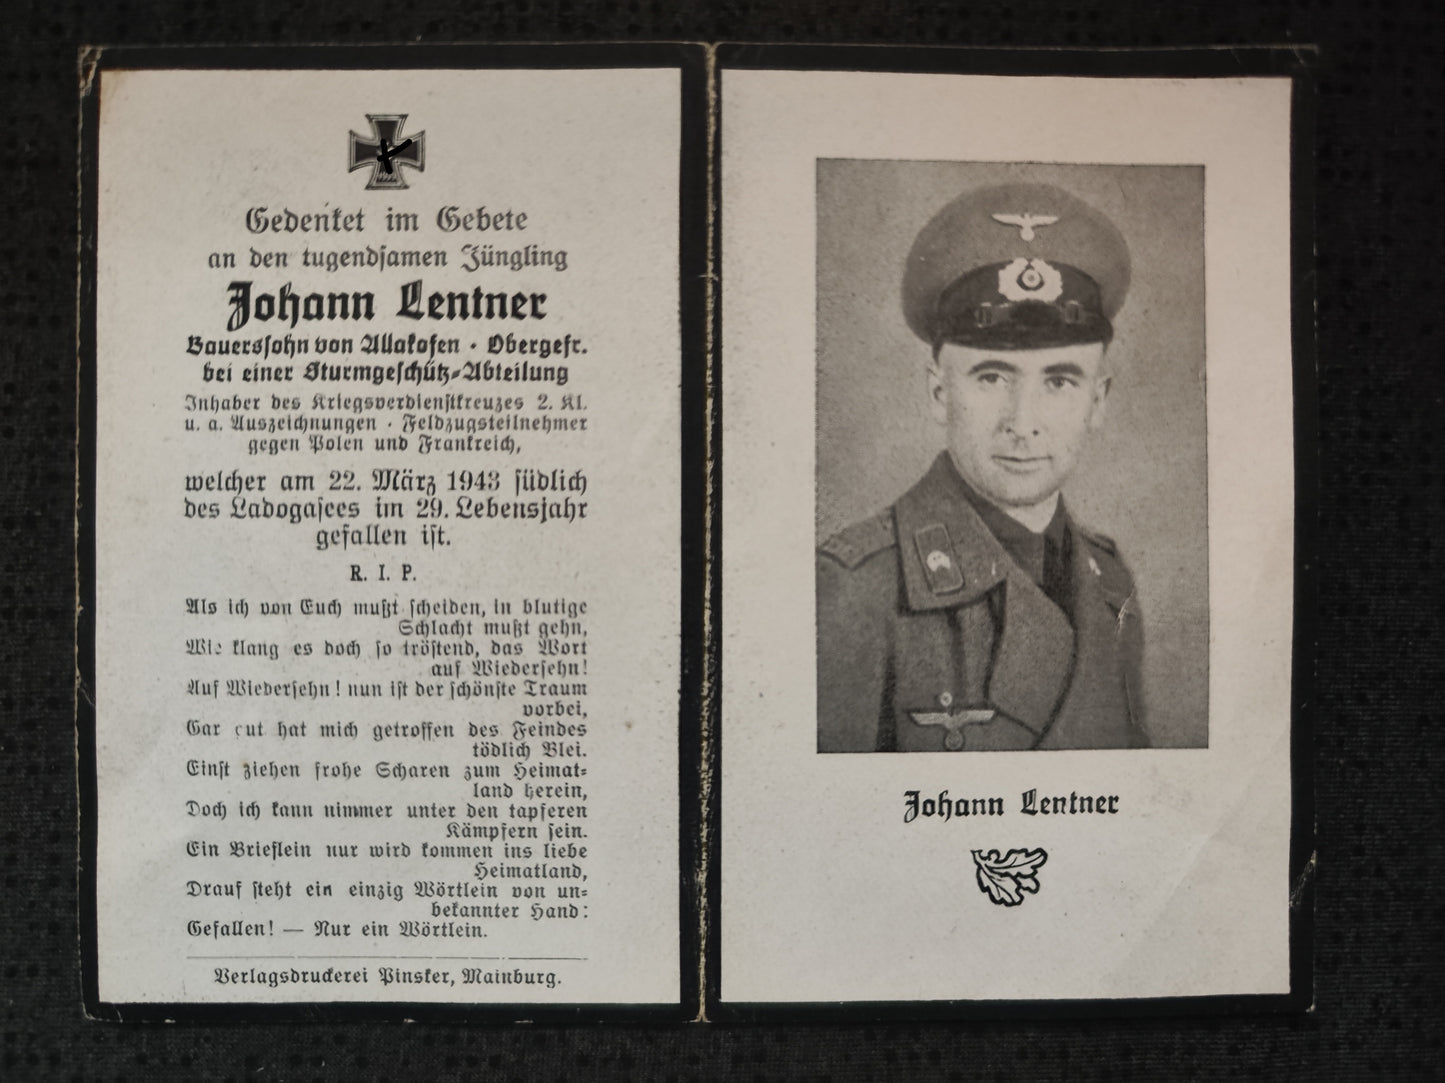 Gedenket im Gebete
an den tugendsamen Jüngling
Johann Lentner
Bauerssohn von Allakofen · Obergefr.
bei einer Sturmgeschütz-Abteilung
Inhaber des Kriegsverdienstkreuzes 2. Kl.
u. a. Auszeichnungen · Feldzugsteilnehmer
gegen Polen und Frankreich,
welcher am 22. März 1943 südlich
des Ladogasees im 29. Lebensjahr
gefallen ist.
R. I. P.
Als ich von Euch mußt scheiden, in blutige
Schlacht mußt gehn,
Wie klang es doch so tröstend, das Wort
auf Wiedersehn!
Auf Wiedersehn! nun ist der schönste Traum
vorbei,
Gar gut hat mich getroffen des Feindes
tödlich Blei.
Einst ziehen frohe Scharen zum Heimat-
land herein,
Doch ich kann nimmer unter den tapferen
Kämpfern sein.
Ein Brieflein nur wird kommen ins liebe
Heimatland,
Drauf steht ein einzig Wörtlein von un-
bekannter Hand:
Gefallen! — Nur ein Wörtlein.
Verlagsdruckerei Pinsker, Mainburg.
Johann Lentner